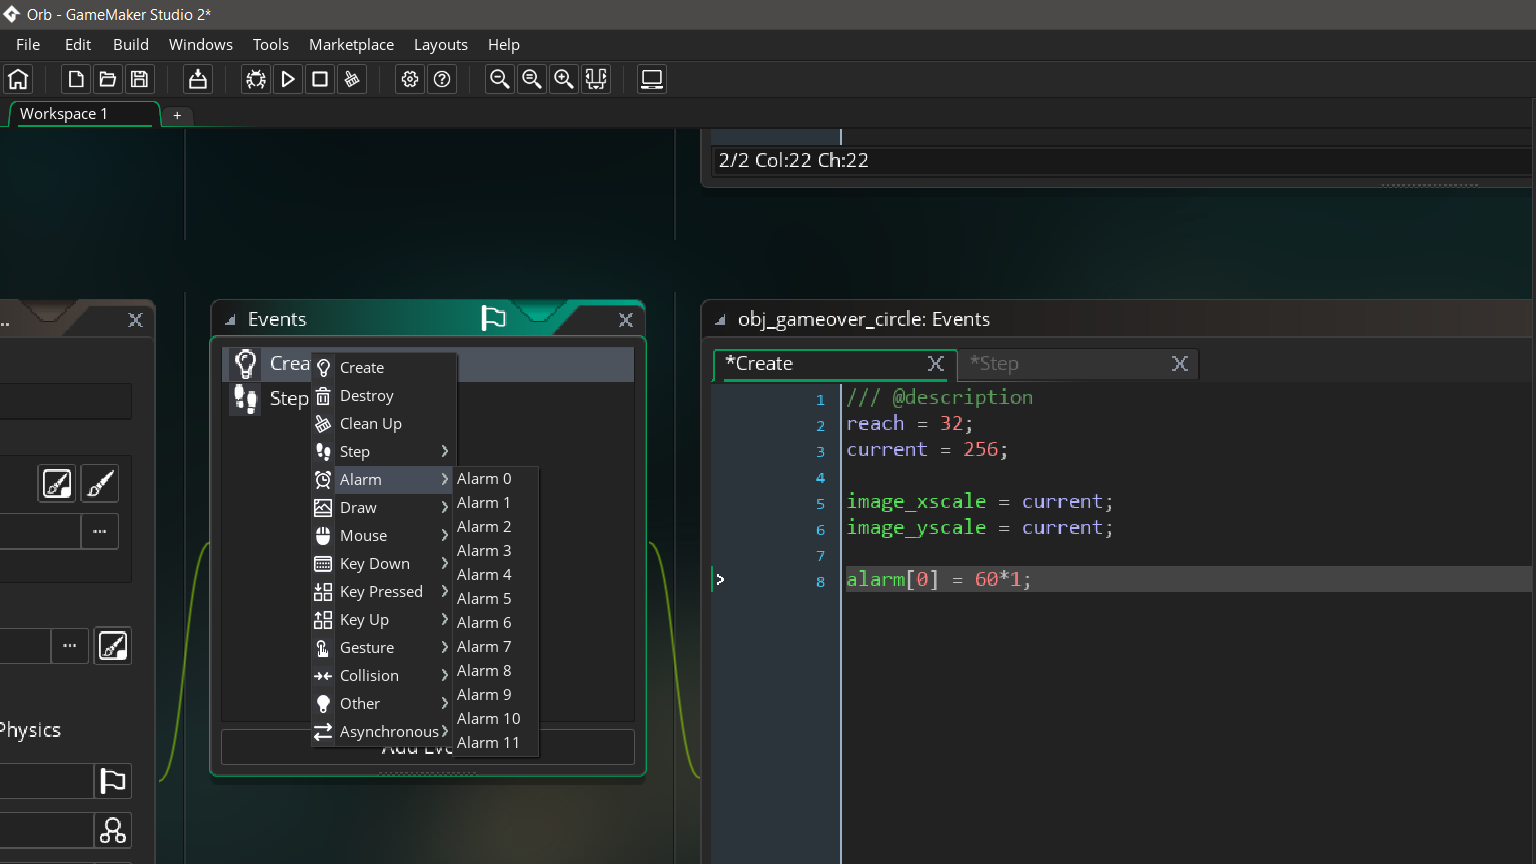 Orb - GameMaker Studio 2*
File Edit Build Windows Tools Marketplace Layouts Help
Workspace 1 +
2/2 Col:22 Ch:22
...
Physics
Events
Step
Create
Destroy
Clean Up
Step
Alarm
Draw
Mouse
Key Down
Key Pressed
Key Up
Gesture
Collision
Other
Asynchronous
Alarm 0
Alarm 1
Alarm 2
Alarm 3
Alarm 4
Alarm 5
Alarm 6
Alarm 7
Alarm 8
Alarm 9
Alarm 10
Alarm 11
obj_gameover_circle: Events
*Create *Step
1 /// @description
2 reach = 32;
3 current = 256;
4
5 image_xscale = current;
6 image_yscale = current;
7
8 alarm[0] = 60*1;